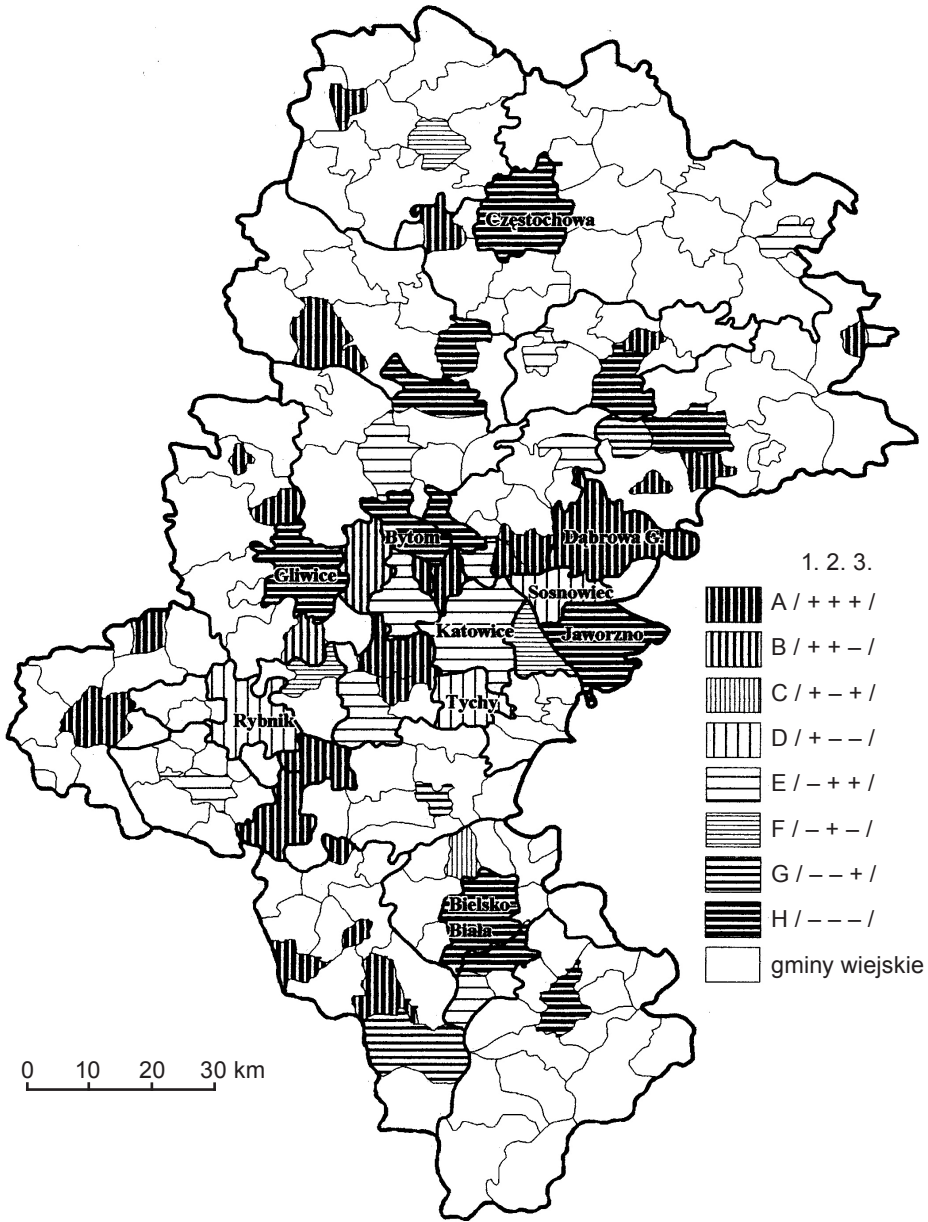 Częstochowa
Bytom
Dąbrowa G.
Gliwice
Sosnowiec
Katowice
Jaworzno
Tychy
Rybnik
Bielsko
Biała
1. 2. 3.
A / + + + /
B / + + – /
C / + – + /
D / + – – /
E / – + + /
F / – + – /
G / – – + /
H / – – – /
gminy wiejskie
0 10 20 30 km